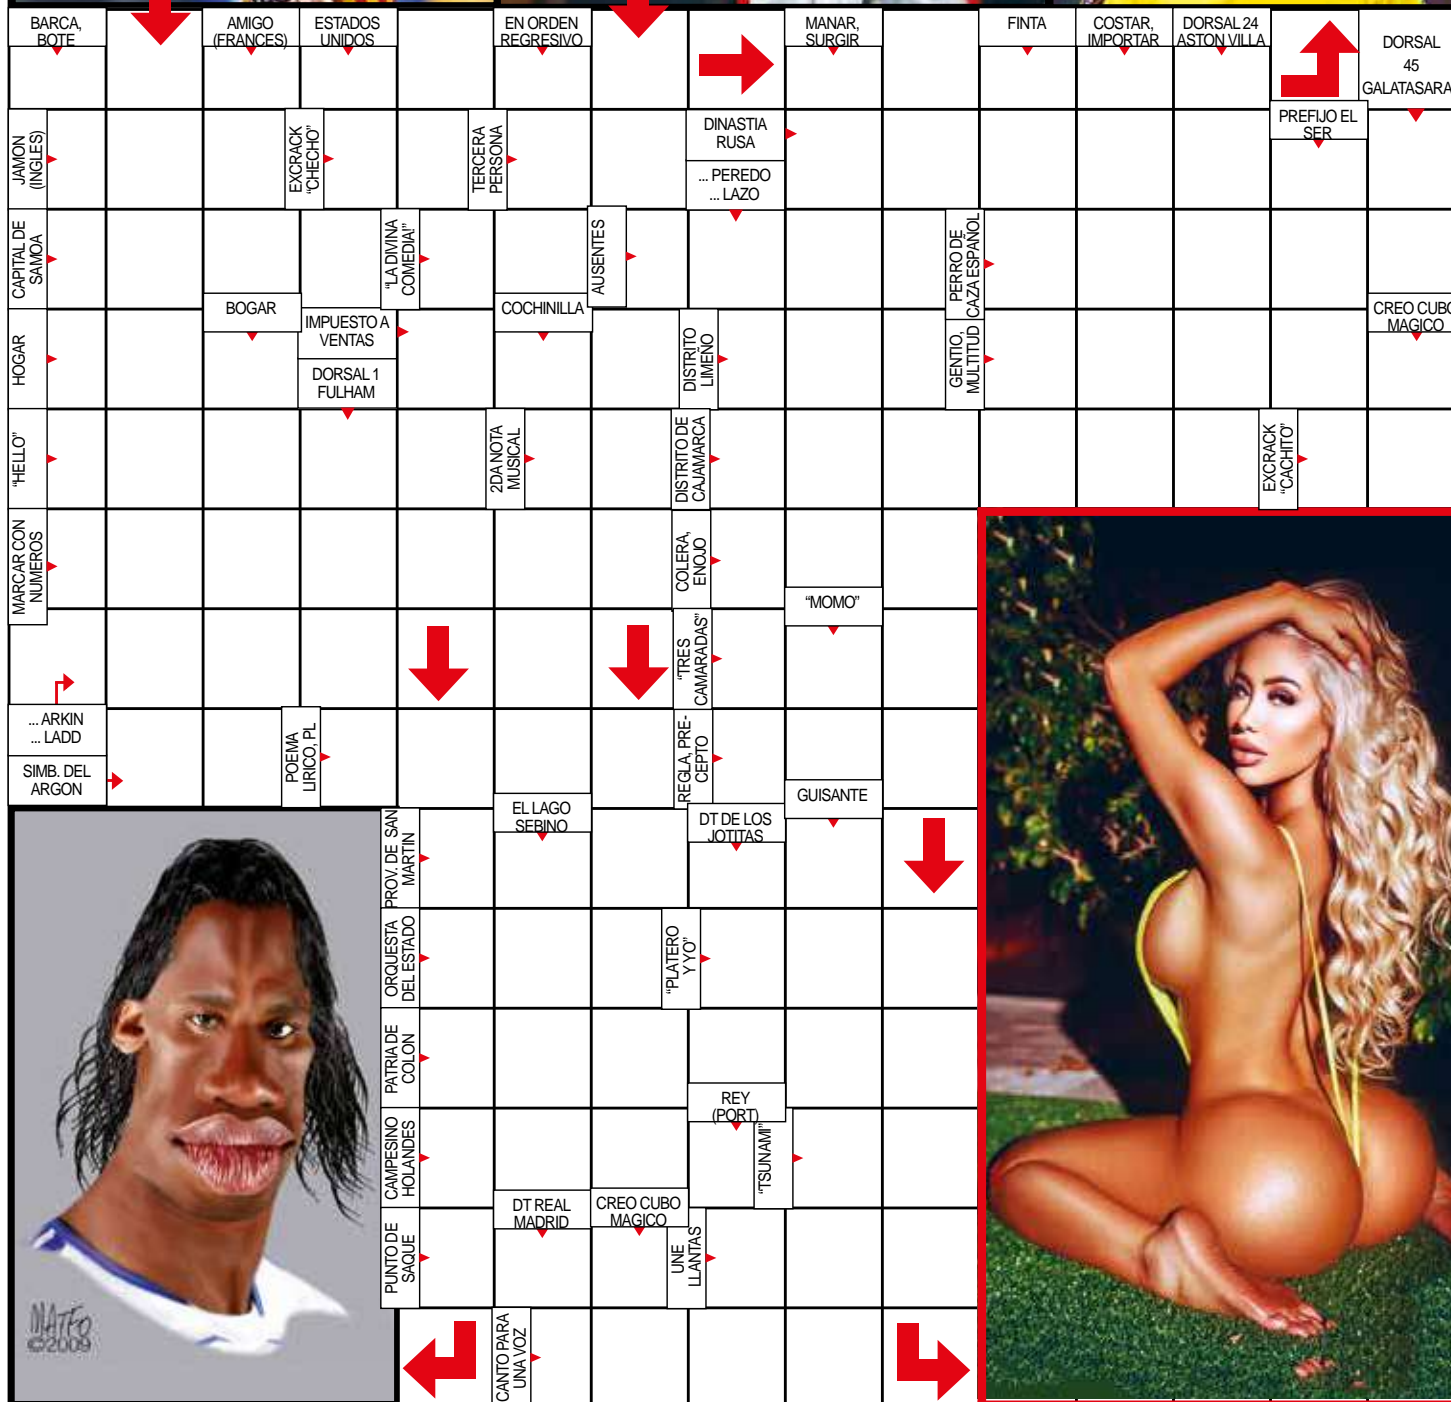 BARCA,
BOTE
AMIGO
(FRANCES)
ESTADOS
UNIDOS
EN ORDEN
REGRESIVO
MANAR,
SURGIR
FINTA
COSTAR,
IMPORTAR
DORSAL 24
ASTON VILLA
DORSAL
45
GALATASARA
JAMON
(INGLES)
EXCRACK
“CHECHO”
TERCERA
PERSONA
DINASTIA
RUSA
... PEREDO
... LAZO
PREFIJO EL
SER
CAPITAL DE
SAMOA
“LA DIVINA
COMEDIA!”
AUSENTES
PERRO DE
CAZA ESPAÑOL
HOGAR
BOGAR
IMPUESTO A
VENTAS
DORSAL 1
FULHAM
COCHINILLA
DISTRITO
LIMEÑO
GENTIO,
MULTITUD
CREO CUBO
MAGICO
“HELLO”
2DA NOTA
MUSICAL
DISTRITO DE
CAJAMARCA
EXCRACK
“CACHITO”
MARCAR CON
NUMEROS
COLERA,
ENOJO
“MOMO”
“TRES
CAMARADAS”
... ARKIN
... LADD
SIMB. DEL
ARGON
POEMA
LIRICO, PL
REGLA, PRE-
CEPTO
GUISANTE
PROV. DE SAN
MARTIN
EL LAGO
SEBINO
DT DE LOS
JOTITAS
ORQUESTA
DEL ESTADO
“PLATERO
Y YO”
PATRIA DE
COLON
REY
(PORT)
CAMPESINO
HOLANDES
“TSUNAMI”
DT REAL
MADRID
CREO CUBO
MAGICO
PUNTO DE
SAQUE
UNE
LLANTAS
CANTO PARA
UNA VOZ
MATEO
©2009